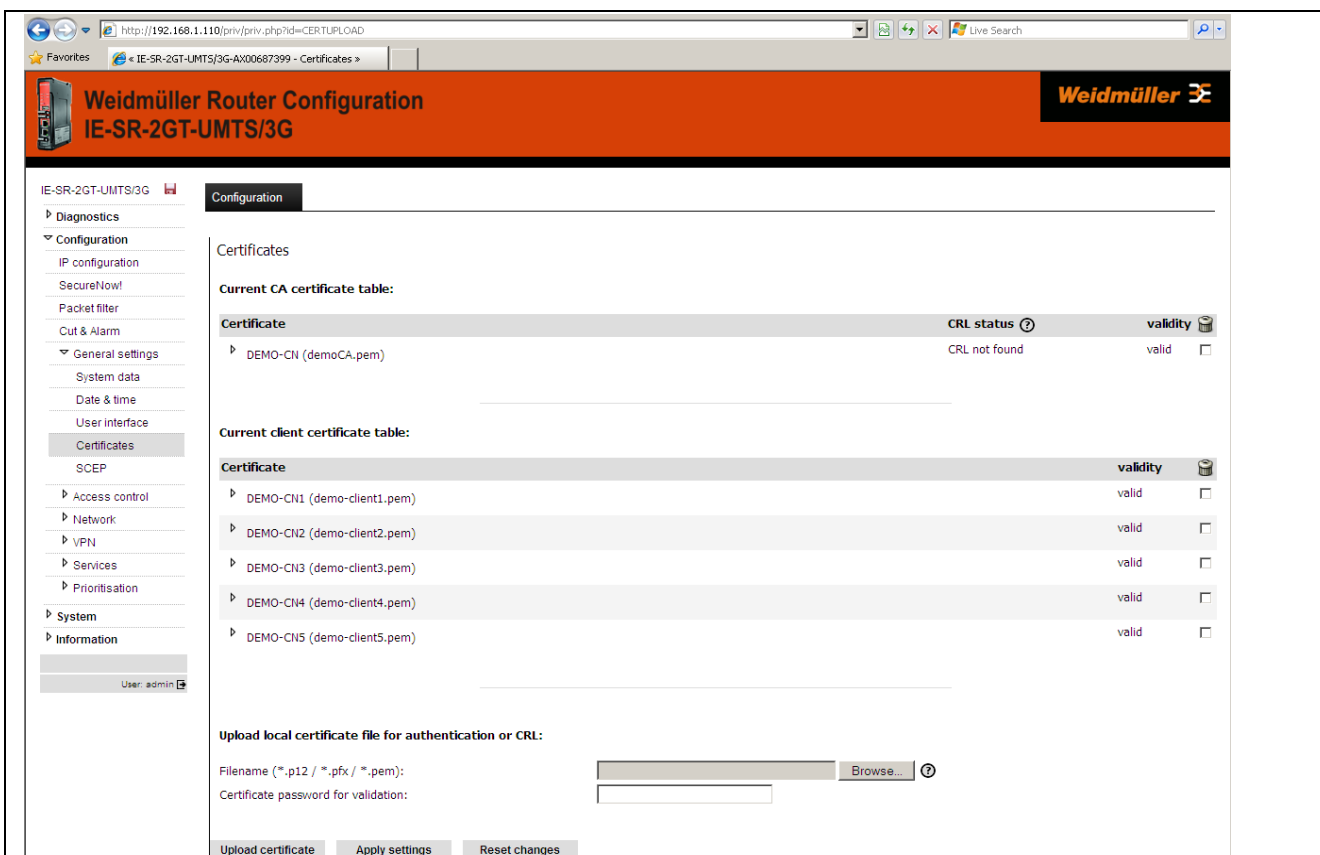 http://192.168.1.110/priv/priv.php?id=CERTUPLOAD
Live Search
Favorites
« IE-SR-2GT-UMTS/3G-AX00687399 - Certificates »
Weidmüller Router Configuration
IE-SR-2GT-UMTS/3G
Weidmüller
IE-SR-2GT-UMTS/3G
Diagnostics
Configuration
IP configuration
SecureNow!
Packet filter
Cut & Alarm
General settings
System data
Date & time
User interface
Certificates
SCEP
Access control
Network
VPN
Services
Prioritisation
System
Information
User: admin
Configuration
Certificates
Current CA certificate table:
Certificate CRL status ? validity
DEMO-CN (demoCA.pem) CRL not found valid
Current client certificate table:
Certificate validity
DEMO-CN1 (demo-client1.pem) valid
DEMO-CN2 (demo-client2.pem) valid
DEMO-CN3 (demo-client3.pem) valid
DEMO-CN4 (demo-client4.pem) valid
DEMO-CN5 (demo-client5.pem) valid
Upload local certificate file for authentication or CRL:
Filename (*.p12 / *.pfx / *.pem): Browse... ?
Certificate password for validation:
Upload certificate Apply settings Reset changes